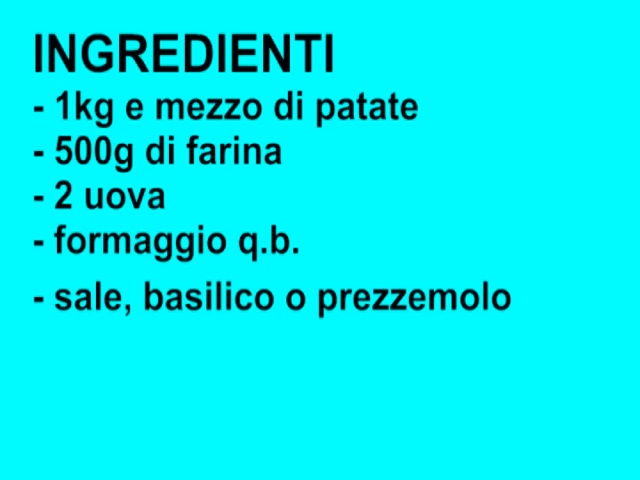 INGREDIENTI
- 1kg e mezzo di patate
- 500g di farina
- 2 uova
- formaggio q.b.
- sale, basilico o prezzemolo